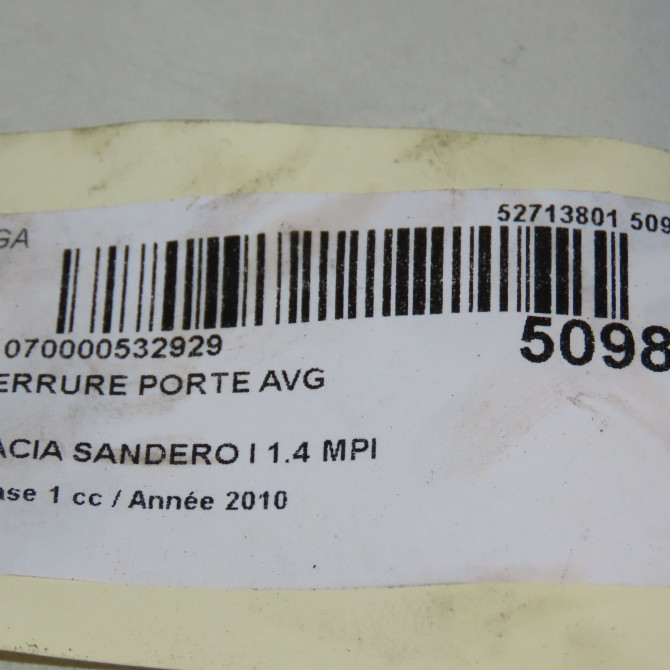 52713801 509
GA
070000532929
5098
ERRURE PORTE AVG
ACIA SANDERO I 1.4 MPI
ase 1 cc / Année 2010